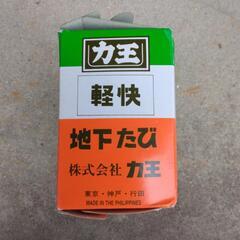 力王
軽快
地下たび
株式会社 力王
東京・神戸・行田
MADE IN THE PHILIPPINES